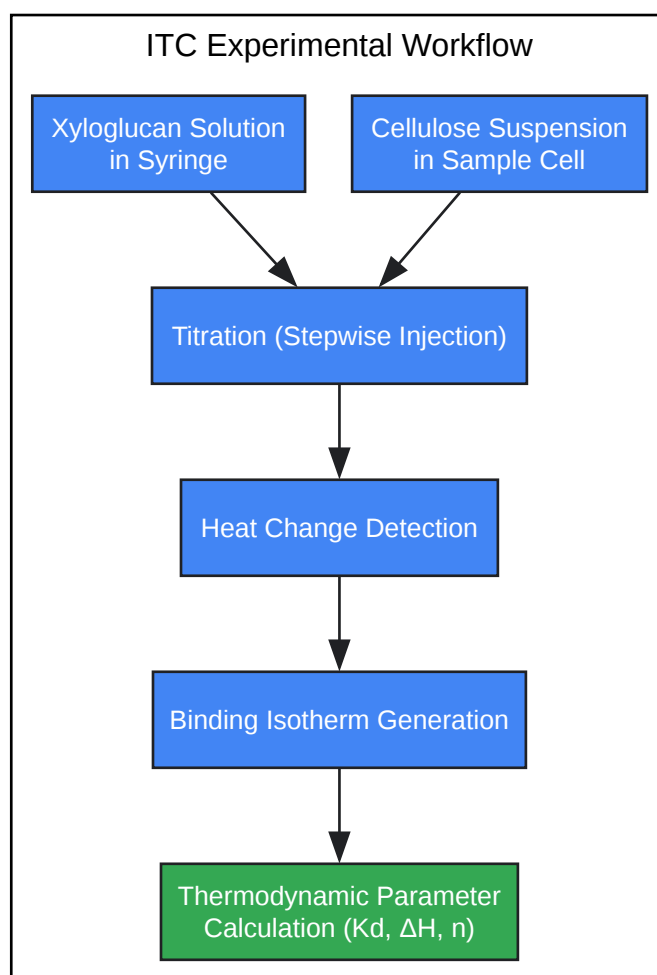 ITC Experimental Workflow
Xyloglucan Solution
in Syringe
Cellulose Suspension
in Sample Cell
Titration (Stepwise Injection)
Heat Change Detection
Binding Isotherm Generation
Thermodynamic Parameter
Calculation (Kd, ΔH, n)